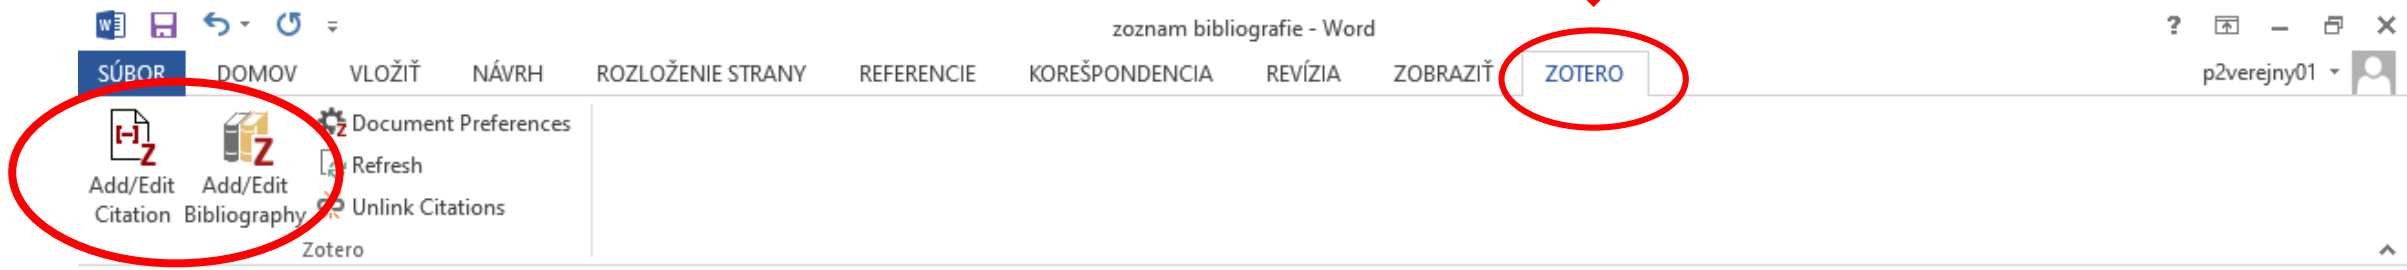 zoznam bibliografie - Word
?
SÚBOR DOMOV VLOŽIŤ NÁVRH ROZLOŽENIE STRANY REFERENCIE KOREŠPONDENCIA REVÍZIA ZOBRAZIŤ ZOTERO p2verejny01
Add/Edit Citation
Add/Edit Bibliography
Document Preferences
Refresh
Unlink Citations
Zotero